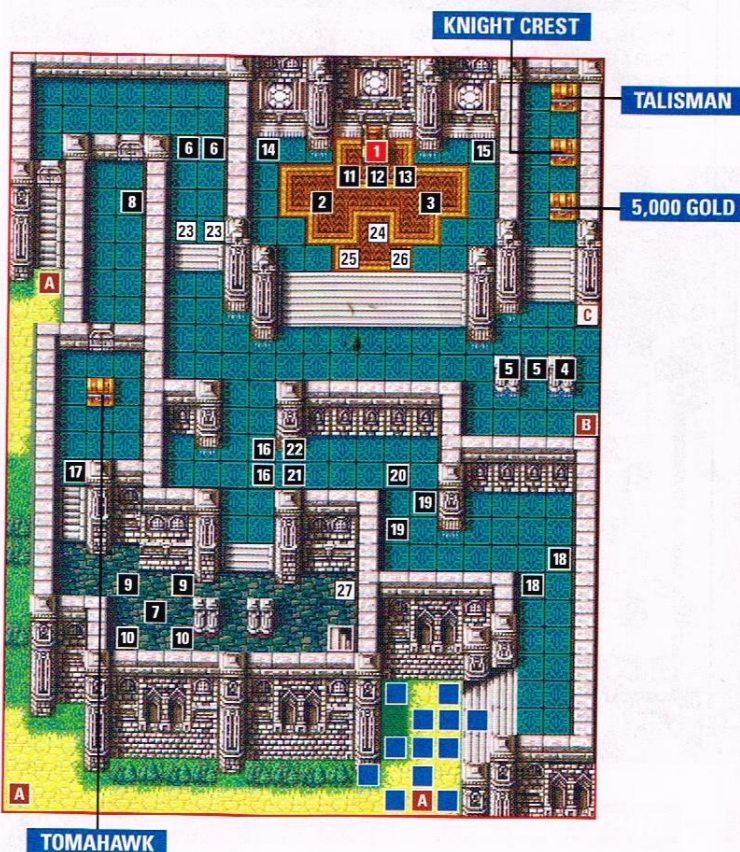 KNIGHT CREST
TALISMAN
1
6 6 14 15
11 12 13
8 2 3
5,000 GOLD
23 23 24
25 26
A
C
5 5 4
B
16 22
17 16 21 20
19
19
18
9 9 27 18
7
10 10
A A
TOMAHAWK